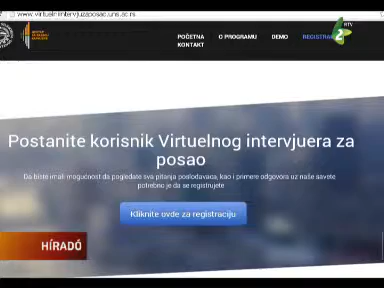 www.virtuelniintervjuzaposao.uns.ac.rs
POČETNA O PROGRAMU DEMO REGISTRA
KONTAKT
RTV
2
Postanite korisnik Virtuelnog intervjuera za
posao
Da biste imali mogućnost da pogledate sva pitanja poslodavaca, kao i primere odgovora uz naše savete
potrebno je da se registrujete
Kliknite ovde za registraciju
HÍRADÓ